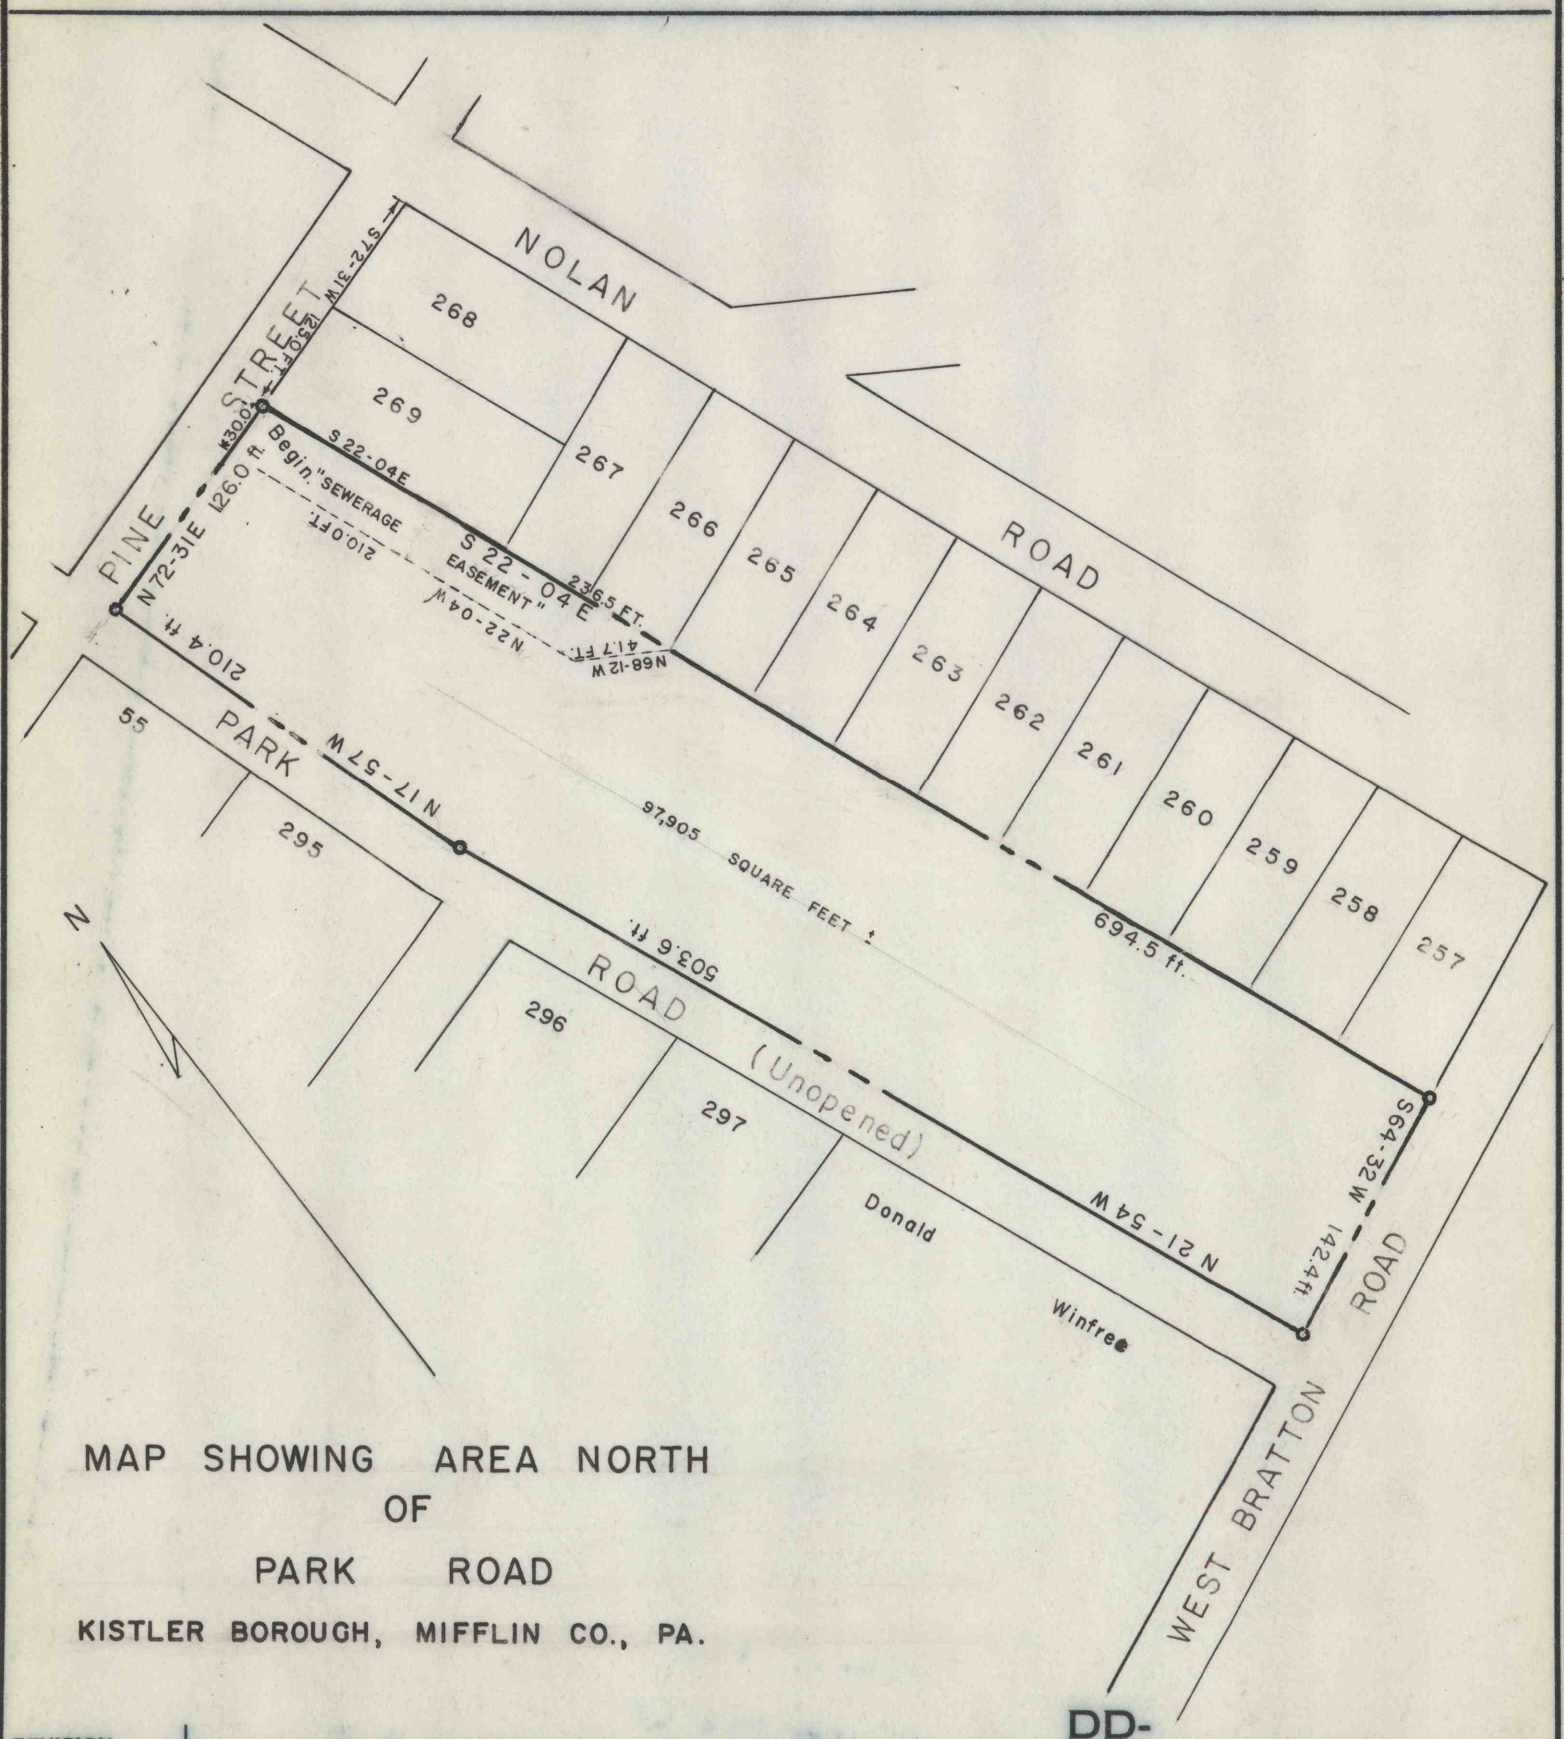 NOLAN
ROAD
S72-31W
125.0 FT.
PINE STREET
268
269
267
266
265
264
263
262
261
260
259
258
257
30.0'
Begin.
S 22-04E
"SEWERAGE
EASEMENT"
210.0 FT.
N22-04W
S 22-04 E
236.5 FT.
41.7 FT.
N68-12W
N72-31E 126.0 ft.
210.4 ft.
N 17-57 W
PARK
ROAD
(Unopened)
55
295
296
297
97,905 SQUARE FEET ±
694.5 ft.
503.6 ft.
N 21-54 W
S64-32W 142.4 ft.
Donald
Winfree
WEST BRATTON ROAD
N
MAP SHOWING AREA NORTH
OF
PARK ROAD
KISTLER BOROUGH, MIFFLIN CO., PA.
DD-